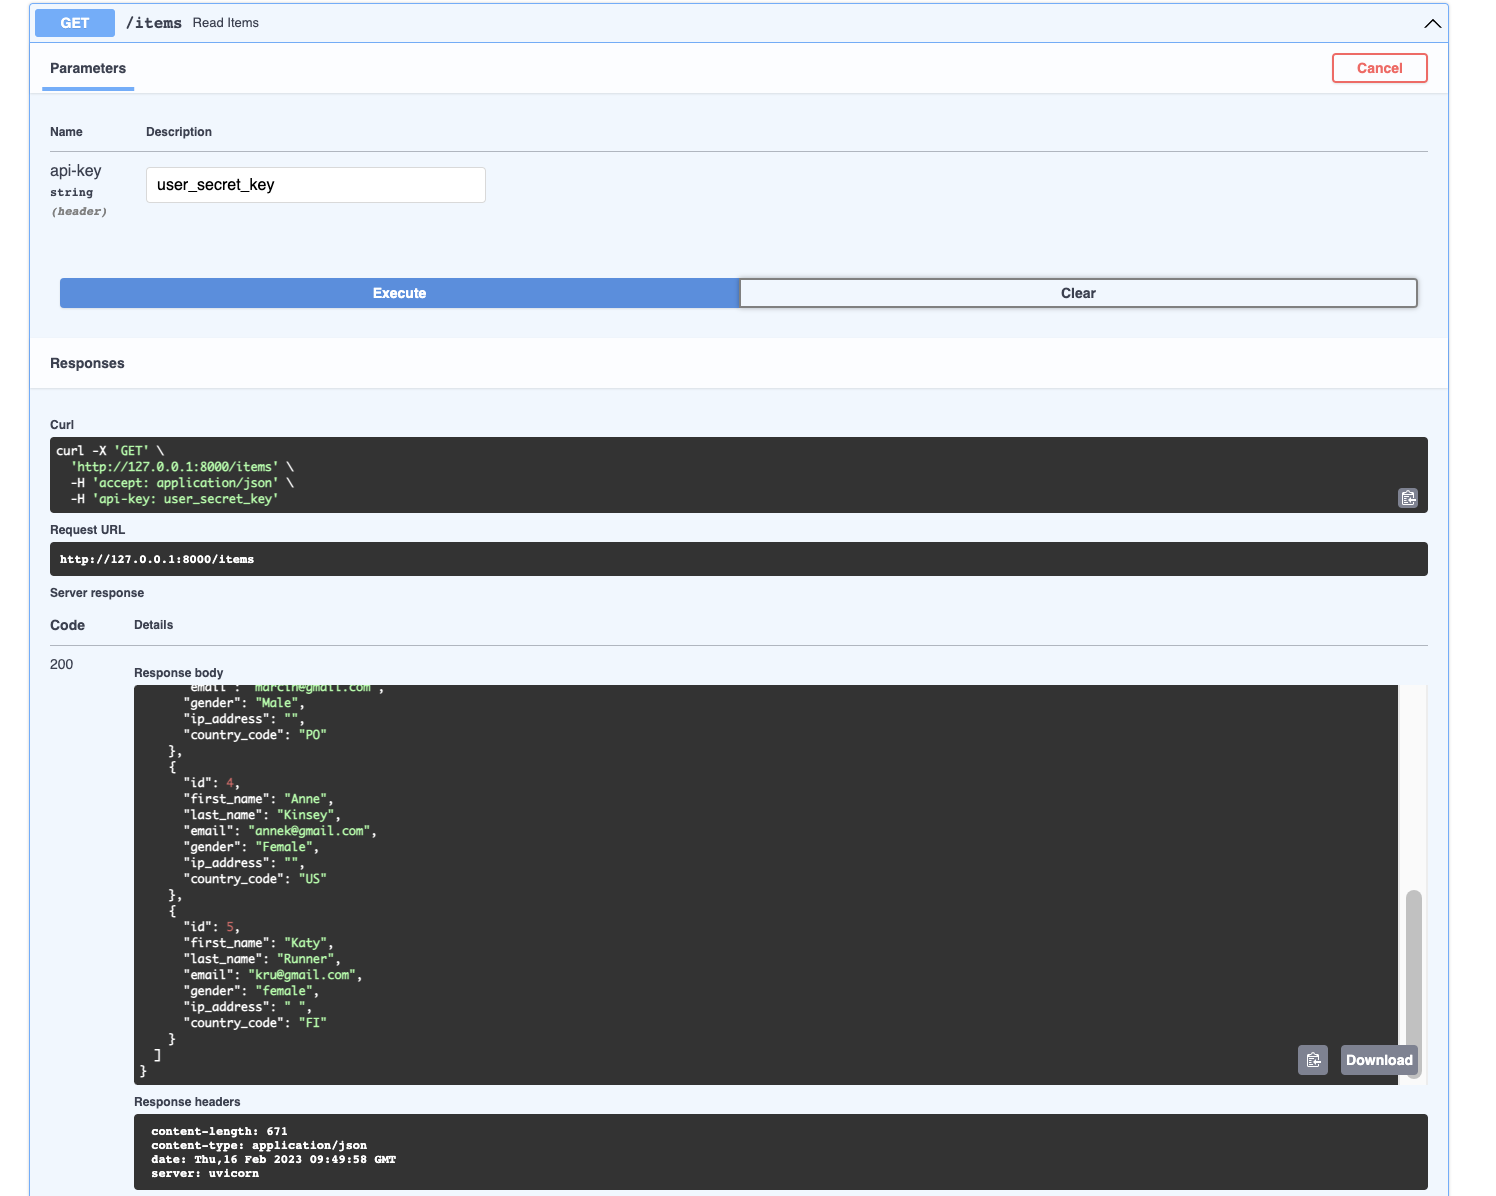 GET /items Read Items
Parameters
Cancel
Name Description
api-key
string
(header)
user_secret_key
Execute
Clear
Responses
Curl
curl -X 'GET' \
  'http://127.0.0.1:8000/items' \
  -H 'accept: application/json' \
  -H 'api-key: user_secret_key'
Request URL
http://127.0.0.1:8000/items
Server response
Code Details
200
Response body
      "email": "marcin@gmail.com",
      "gender": "Male",
      "ip_address": "",
      "country_code": "PO"
    },
    {
      "id": 4,
      "first_name": "Anne",
      "last_name": "Kinsey",
      "email": "annek@gmail.com",
      "gender": "Female",
      "ip_address": "",
      "country_code": "US"
    },
    {
      "id": 5,
      "first_name": "Katy",
      "last_name": "Runner",
      "email": "kru@gmail.com",
      "gender": "female",
      "ip_address": " ",
      "country_code": "FI"
    }
  ]
}
Download
Response headers
content-length: 671
content-type: application/json
date: Thu,16 Feb 2023 09:49:58 GMT
server: uvicorn